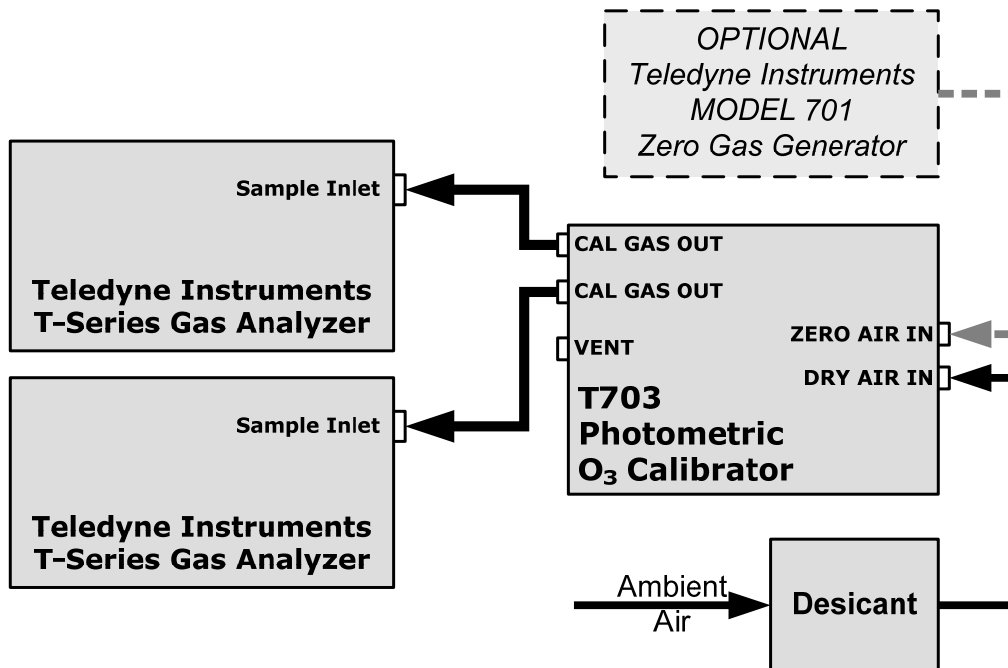 OPTIONAL
Teledyne Instruments
MODEL 701
Zero Gas Generator
Sample Inlet
Teledyne Instruments
T-Series Gas Analyzer
CAL GAS OUT
CAL GAS OUT
VENT
ZERO AIR IN
DRY AIR IN
T703
Photometric
O₃ Calibrator
Sample Inlet
Teledyne Instruments
T-Series Gas Analyzer
Ambient
Air
Desicant